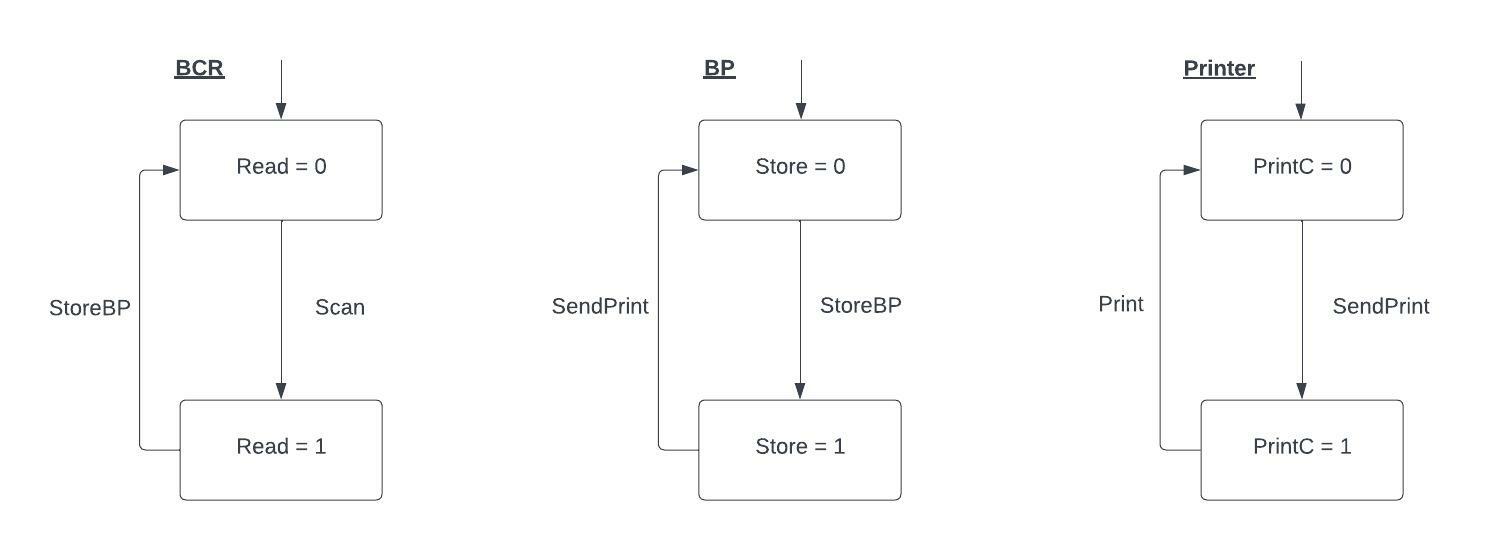 BCR
Read = 0
StoreBP
Scan
Read = 1
BP
Store = 0
SendPrint
StoreBP
Store = 1
Printer
PrintC = 0
Print
SendPrint
PrintC = 1